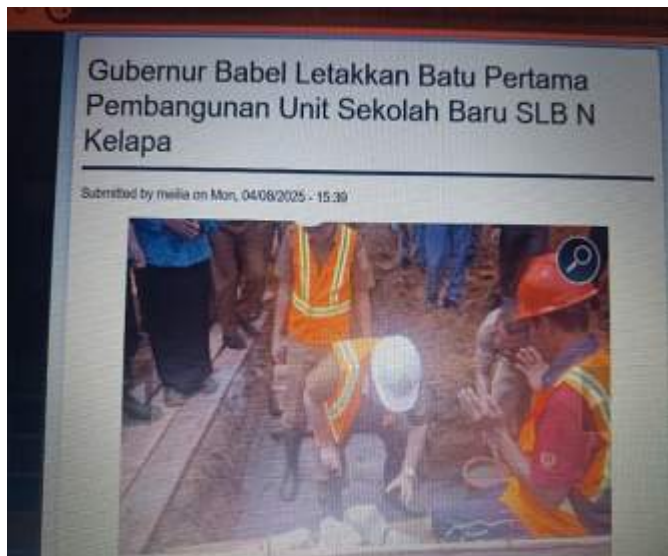 Gubernur Babel Letakkan Batu Pertama
Pembangunan Unit Sekolah Baru SLB N
Kelapa
Submitted by meilia on Mon, 04/08/2025 - 15:39